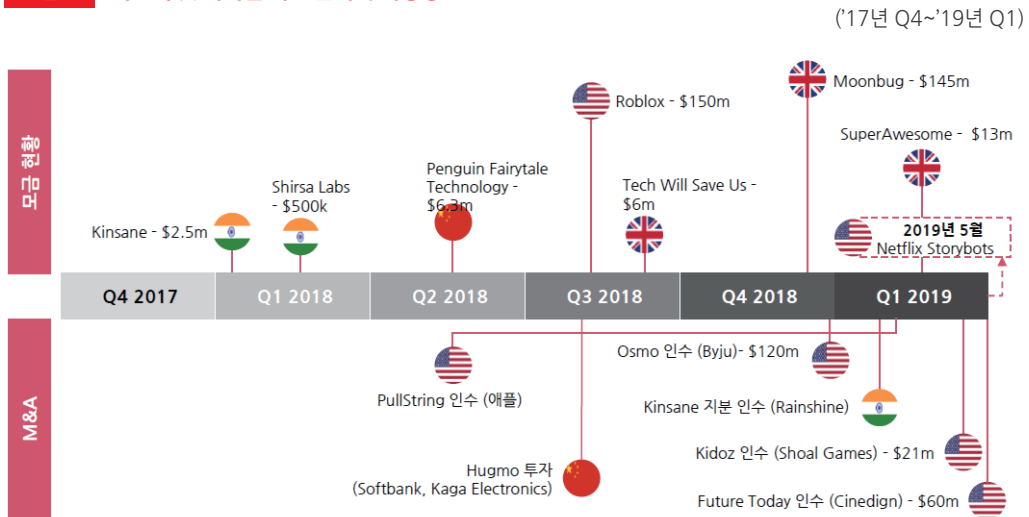 ('17년 Q4~'19년 Q1)
모금 현황
Moonbug - $145m
Roblox - $150m
SuperAwesome - $13m
Penguin Fairytale
Technology -
$6.3m
Shirsa Labs
- $500k
Tech Will Save Us -
$6m
Kinsane - $2.5m
2019년 5월
Netflix Storybots
Q4 2017
Q1 2018
Q2 2018
Q3 2018
Q4 2018
Q1 2019
M&A
Osmo 인수 (Byju)- $120m
PullString 인수 (애플)
Kinsane 지분 인수 (Rainshine)
Kidoz 인수 (Shoal Games) - $21m
Hugmo 투자
(Softbank, Kaga Electronics)
Future Today 인수 (Cinedign) - $60m